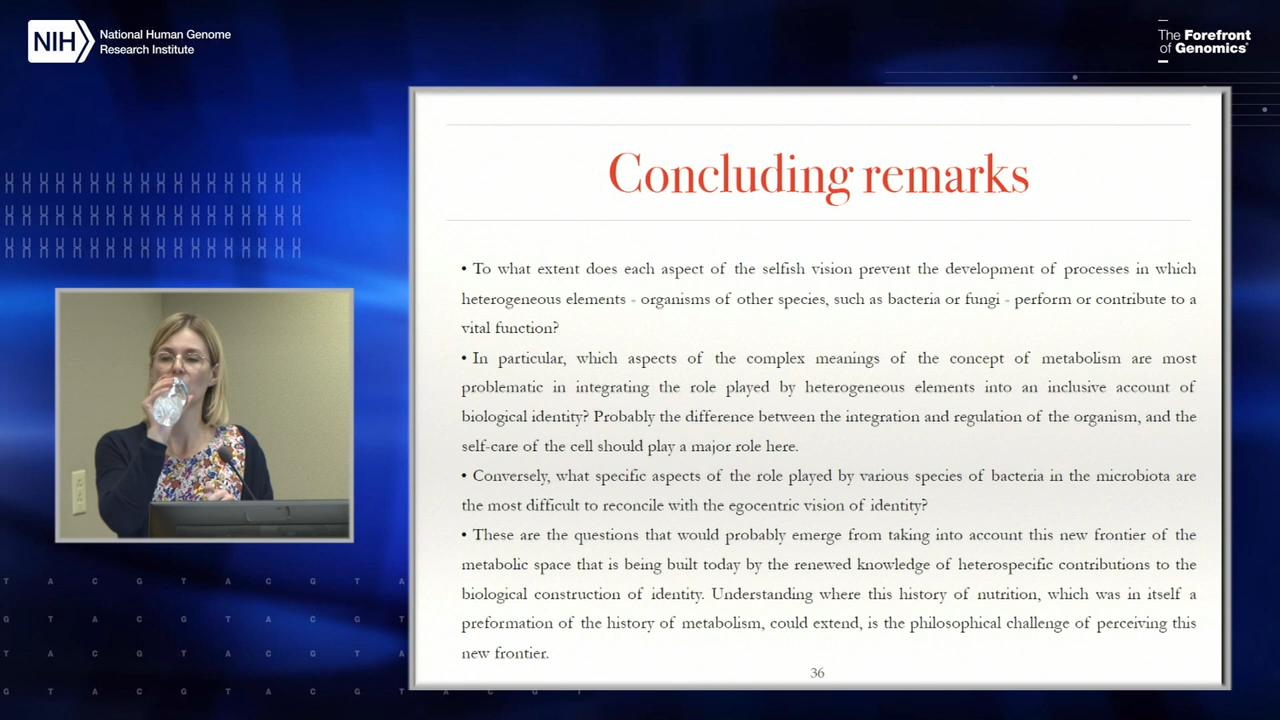 NIH
National Human Genome
Research Institute
The Forefront
of Genomics®
Concluding remarks
• To what extent does each aspect of the selfish vision prevent the development of processes in which
heterogeneous elements - organisms of other species, such as bacteria or fungi - perform or contribute to a
vital function?
• In particular, which aspects of the complex meanings of the concept of metabolism are most
problematic in integrating the role played by heterogeneous elements into an inclusive account of
biological identity? Probably the difference between the integration and regulation of the organism, and the
self-care of the cell should play a major role here.
• Conversely, what specific aspects of the role played by various species of bacteria in the microbiota are
the most difficult to reconcile with the egocentric vision of identity?
• These are the questions that would probably emerge from taking into account this new frontier of the
metabolic space that is being built today by the renewed knowledge of heterospecific contributions to the
biological construction of identity. Understanding where this history of nutrition, which was in itself a
preformation of the history of metabolism, could extend, is the philosophical challenge of perceiving this
new frontier.
36
T A C G T A C G T A
G T A C G T A C G T
T A C G T A C G T A
G T A C G T A C G T A C G T